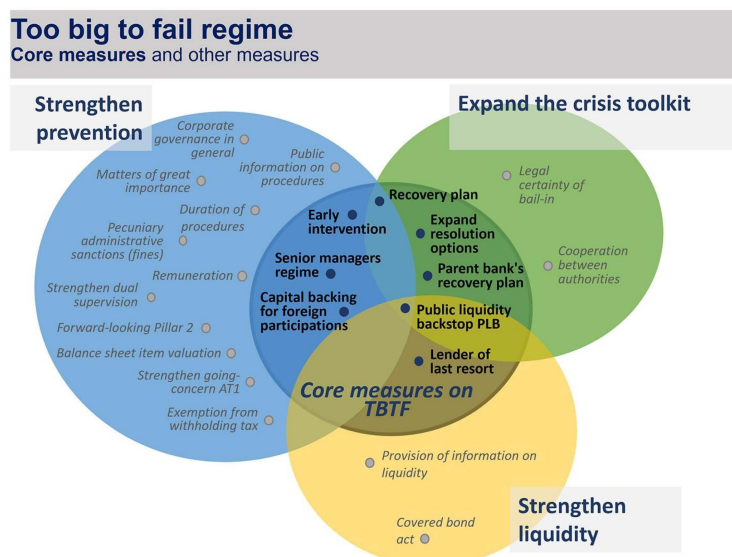 Too big to fail regime
Core measures and other measures
Strengthen
prevention
Expand the crisis toolkit
Corporate
governance in
general
Public
information on
procedures
Matters of great
importance
Duration of
procedures
Pecuniary
administrative
sanctions (fines)
Remuneration
Strengthen dual
supervision
Forward-looking Pillar 2
Balance sheet item valuation
Strengthen going-
concern AT1
Exemption from
withholding tax
Recovery plan
Early
intervention
Expand
resolution
options
Senior managers
regime
Parent bank's
recovery plan
Capital backing
for foreign
participations
Public liquidity
backstop PLB
Lender of
last resort
Core measures on
TBTF
Legal
certainty of
bail-in
Cooperation
between
authorities
Provision of information on
liquidity
Covered bond
act
Strengthen
liquidity